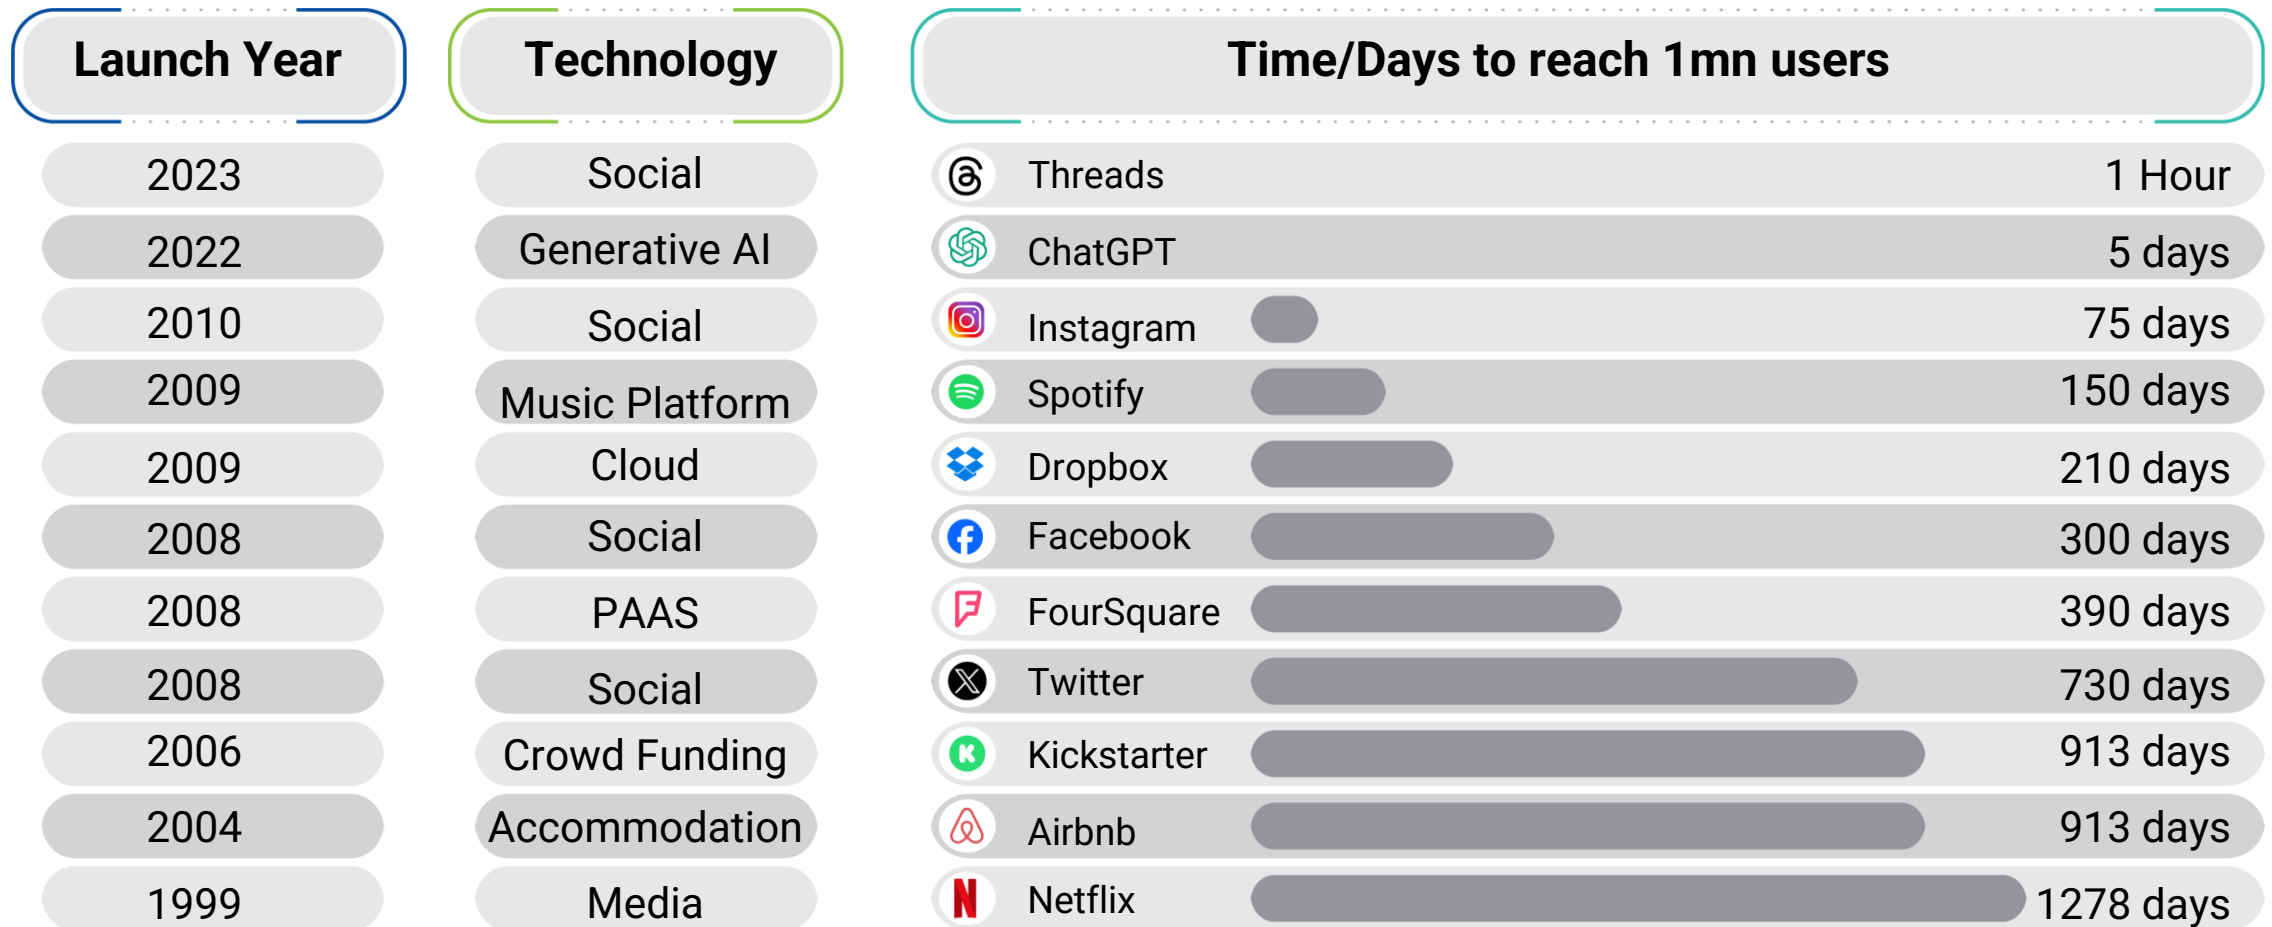 Launch Year
Technology
Time/Days to reach 1mn users
2023 Social Threads 1 Hour
2022 Generative AI ChatGPT 5 days
2010 Social Instagram 75 days
2009 Music Platform Spotify 150 days
2009 Cloud Dropbox 210 days
2008 Social Facebook 300 days
2008 PAAS FourSquare 390 days
2008 Social Twitter 730 days
2006 Crowd Funding Kickstarter 913 days
2004 Accommodation Airbnb 913 days
1999 Media Netflix 1278 days